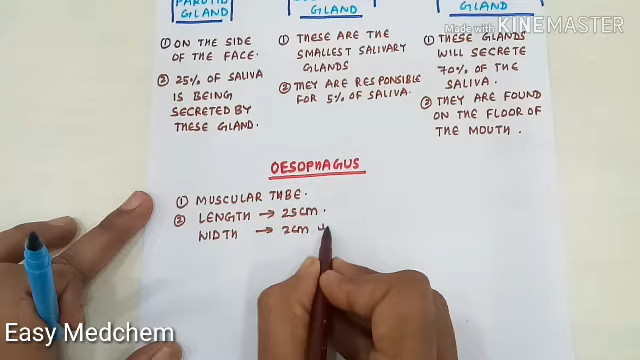 PAROTID
GLAND
① ON THE SIDE
OF THE FACE.
② 25% OF SALIVA
IS BEING
SECRETED BY
THESE GLAND.
GLAND
① THESE ARE THE
SMALLEST SALIVARY
GLANDS
② THEY ARE RESPONSIBLE
FOR 5% OF SALIVA.
GLAND
① THESE GLANDS
WILL SECRETE
70% OF THE
SALIVA.
② THEY ARE FOUND
ON THE FLOOR OF
THE MOUTH.
OESOPHAGUS
① MUSCULAR TUBE.
② LENGTH → 25cm.
WIDTH → 2cm
Made with KINEMASTER
Easy Medchem